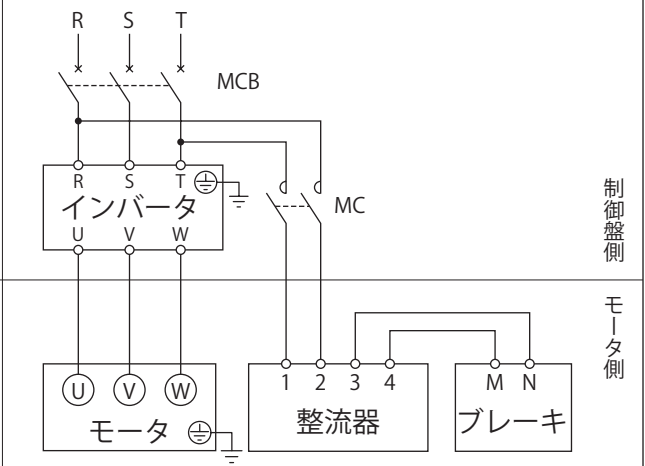 R S T
MCB
R S T
インバータ
U V W
MC
制御盤側
モータ側
U V W
モータ
1 2 3 4
整流器
M N
ブレーキ